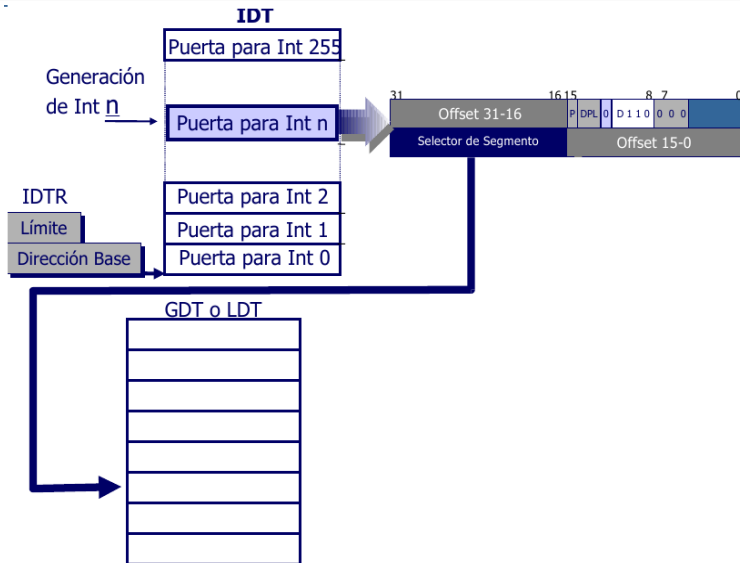 IDT
Puerta para Int 255
Generación
de Int n
Puerta para Int n
31
16
15
8
7
0
Offset 31-16
P
DPL
0
D 1 1 0
0 0 0
Selector de Segmento
Offset 15-0
IDTR
Límite
Dirección Base
Puerta para Int 2
Puerta para Int 1
Puerta para Int 0
GDT o LDT